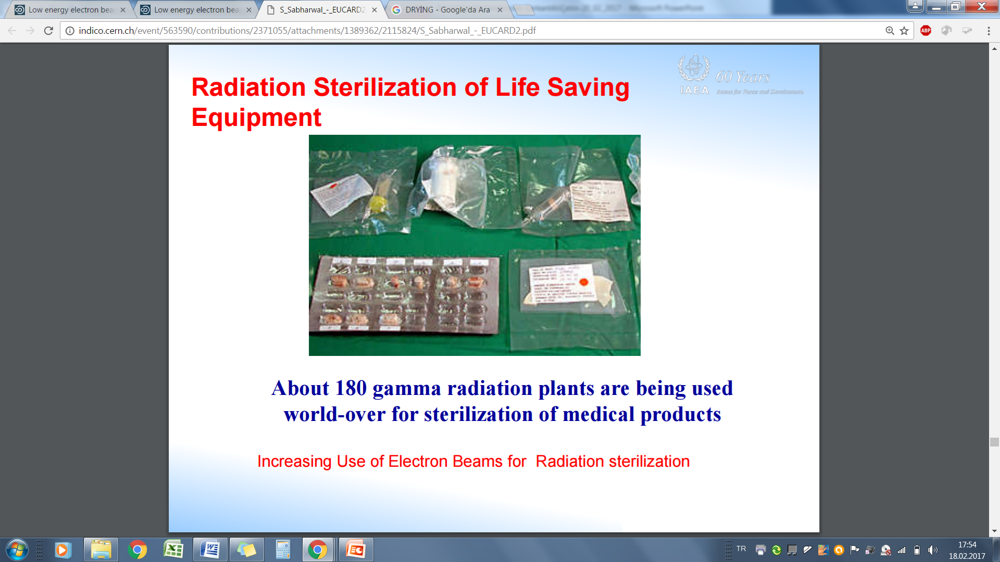 Low energy electron bea
Low energy electron bea
S_Sabharwal_-_EUCARD2
DRYİNG - Google'da Ara
indico.cern.ch/event/563590/contributions/2371055/attachments/1389362/2115824/S_Sabharwal_-_EUCARD2.pdf
ABP
IAEA
60 Years
Atoms for Peace and Development
Radiation Sterilization of Life Saving
Equipment
About 180 gamma radiation plants are being used
world-over for sterilization of medical products
Increasing Use of Electron Beams for Radiation sterilization
TR
17:54
18.02.2017